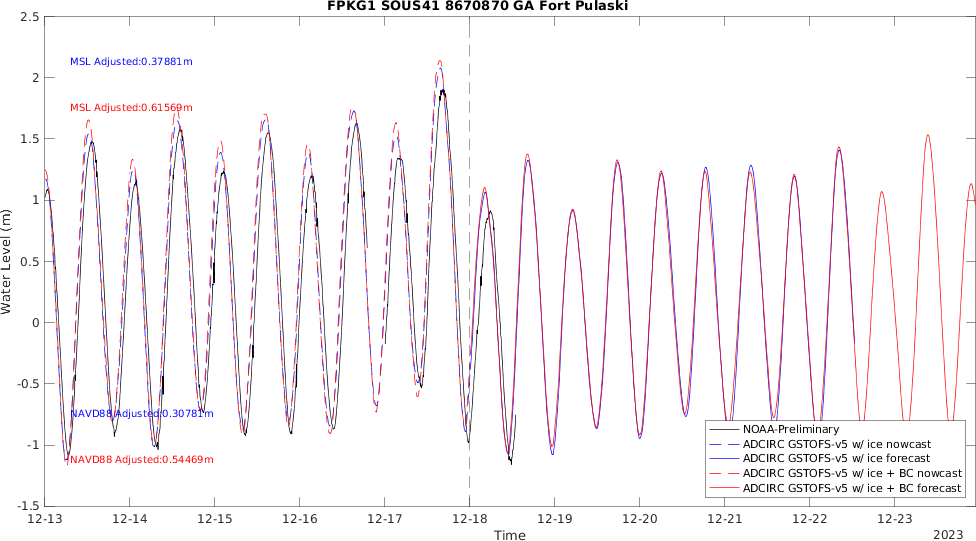 FPKG1 SOUS41 8670870 GA Fort Pulaski
2.5
2
1.5
1
0.5
0
-0.5
-1
-1.5
Water Level (m)
MSL Adjusted:0.37881m
MSL Adjusted:0.61569m
NAVD88 Adjusted:0.30781m
NAVD88 Adjusted:0.54469m
NOAA-Preliminary
ADCIRC GSTOFS-v5 w/ ice nowcast
ADCIRC GSTOFS-v5 w/ ice forecast
ADCIRC GSTOFS-v5 w/ ice + BC nowcast
ADCIRC GSTOFS-v5 w/ ice + BC forecast
12-13 12-14 12-15 12-16 12-17 12-18 12-19 12-20 12-21 12-22 12-23
Time
2023